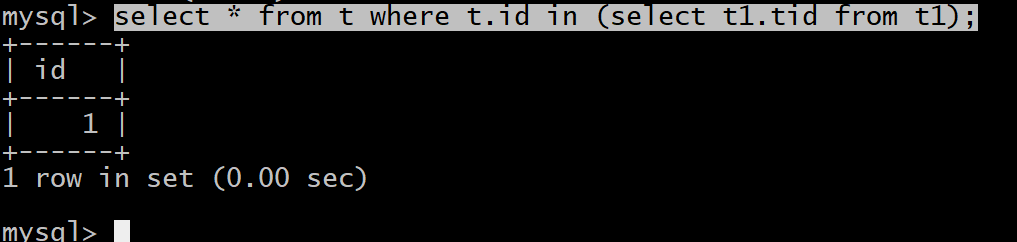 mysql> select * from t where t.id in (select t1.tid from t1);
+------+
| id   |
+------+
|    1 |
+------+
1 row in set (0.00 sec)
mysql>